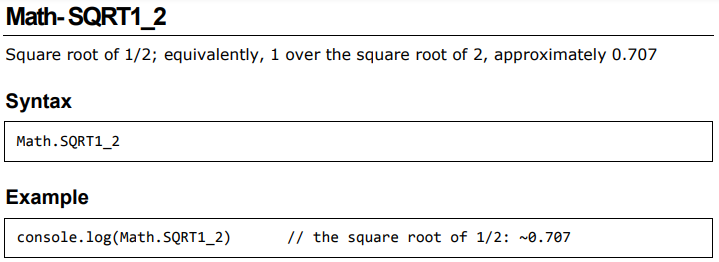 Math- SQRT1_2
Square root of 1/2; equivalently, 1 over the square root of 2, approximately 0.707
Syntax
Math.SQRT1_2
Example
console.log(Math.SQRT1_2)      // the square root of 1/2: ~0.707